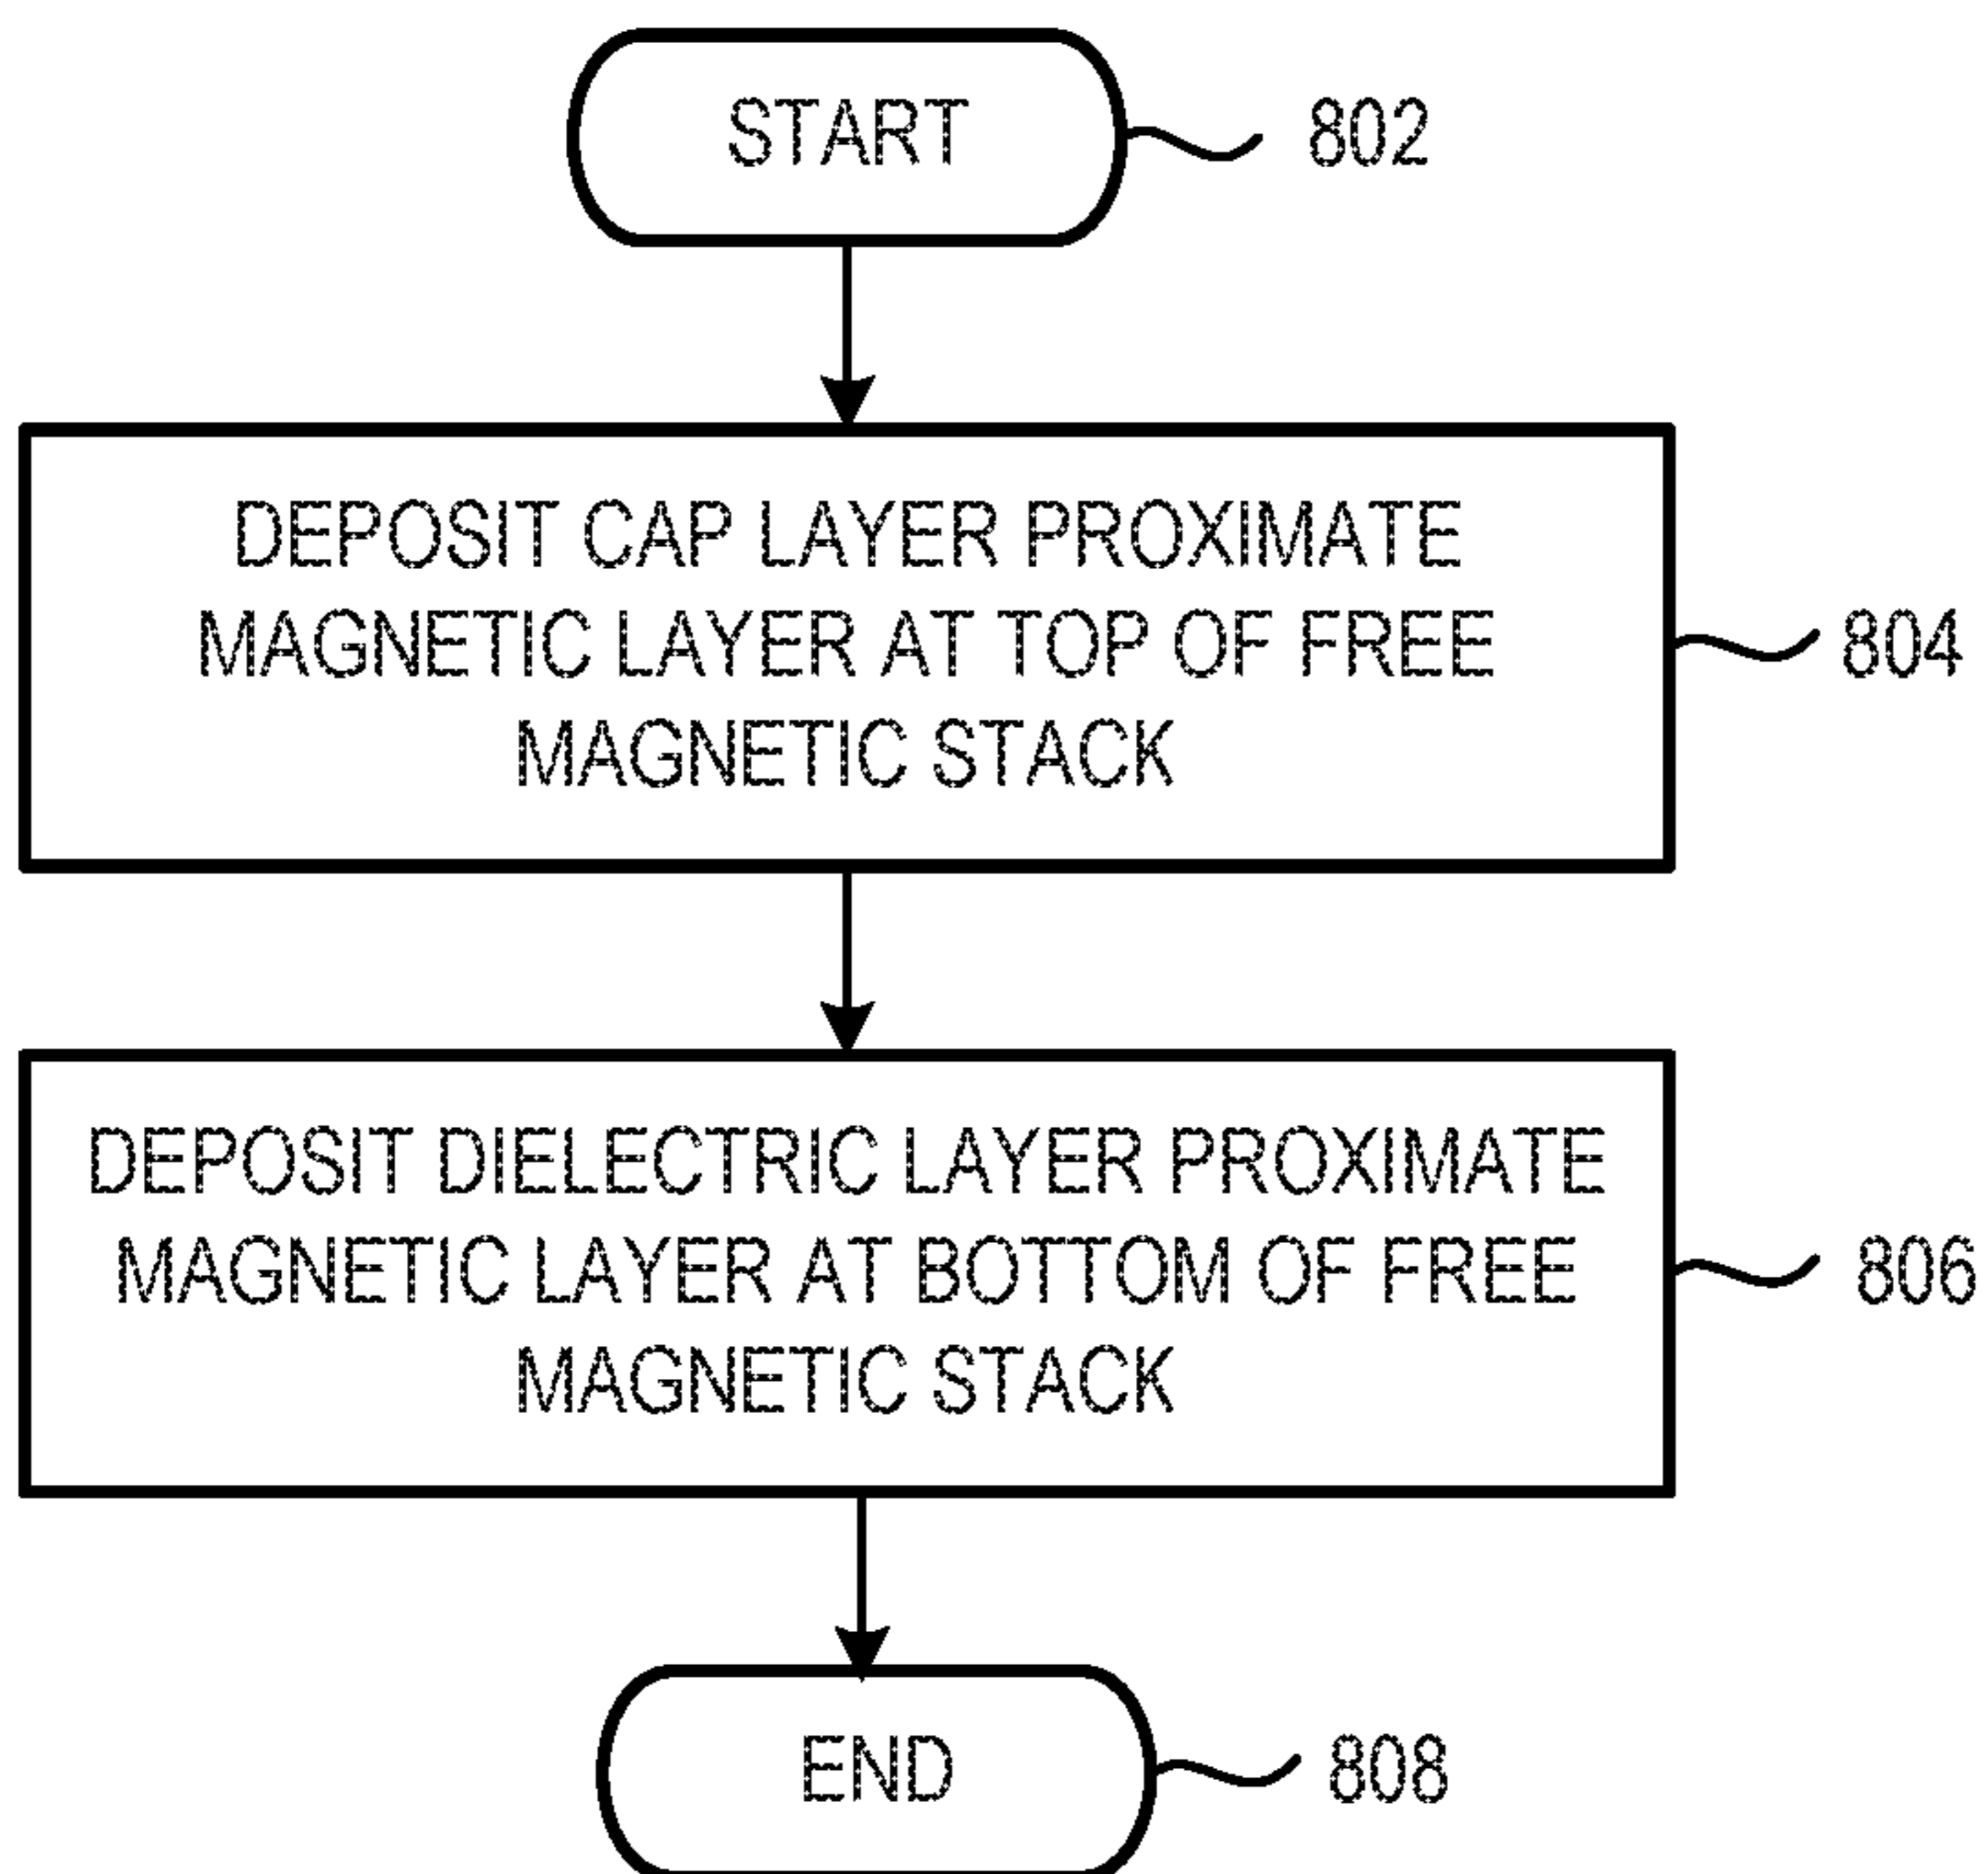 START
802
DEPOSIT CAP LAYER PROXIMATE
MAGNETIC LAYER AT TOP OF FREE
MAGNETIC STACK
804
DEPOSIT DIELECTRIC LAYER PROXIMATE
MAGNETIC LAYER AT BOTTOM OF FREE
MAGNETIC STACK
806
END
808